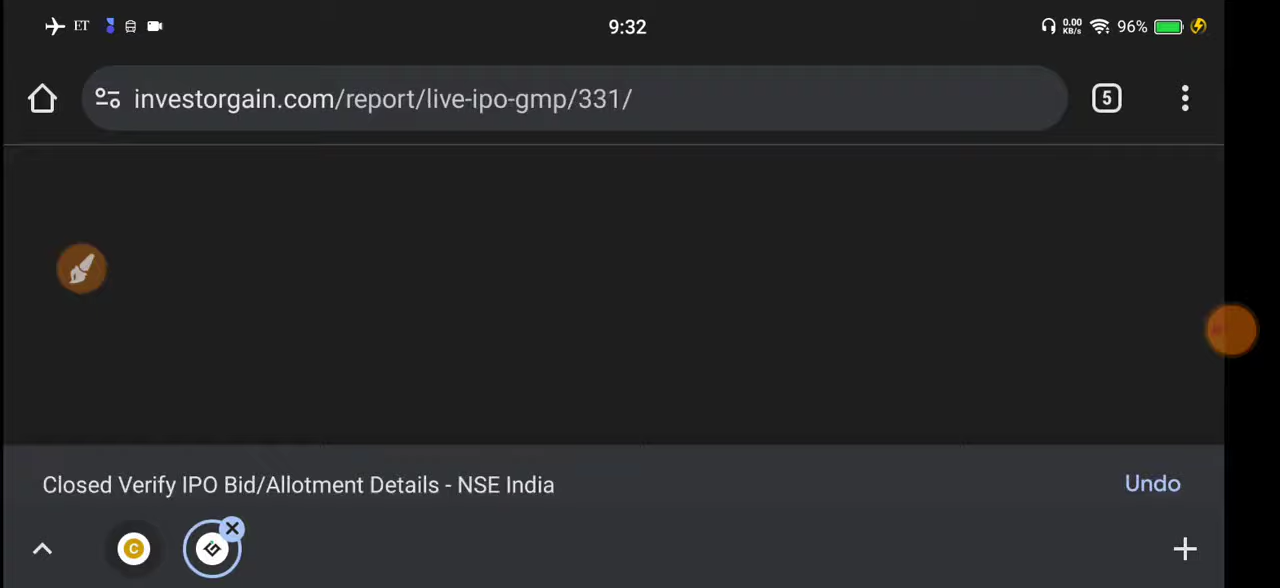 ET 9:32 0.00 KB/s 96%
investorgain.com/report/live-ipo-gmp/331/ 5
Closed Verify IPO Bid/Allotment Details - NSE India Undo
C